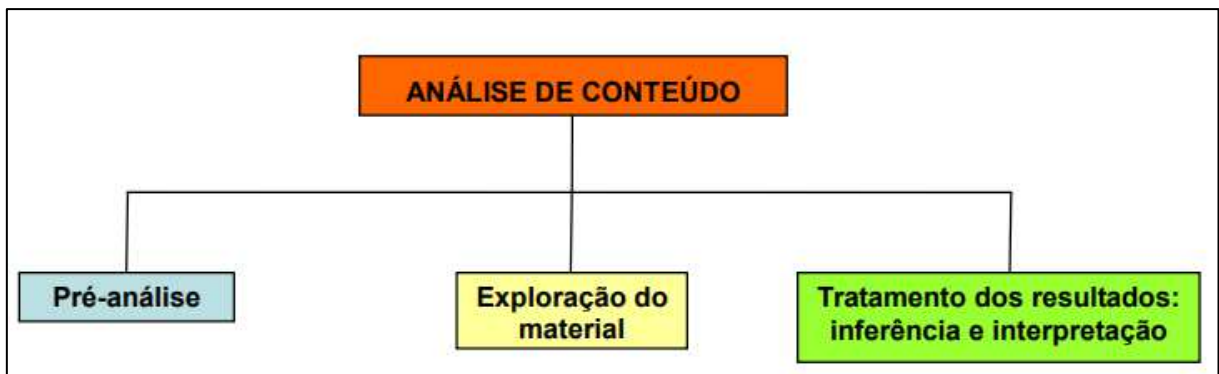 ANÁLISE DE CONTEÚDO
Pré-análise
Exploração do
material
Tratamento dos resultados:
inferência e interpretação